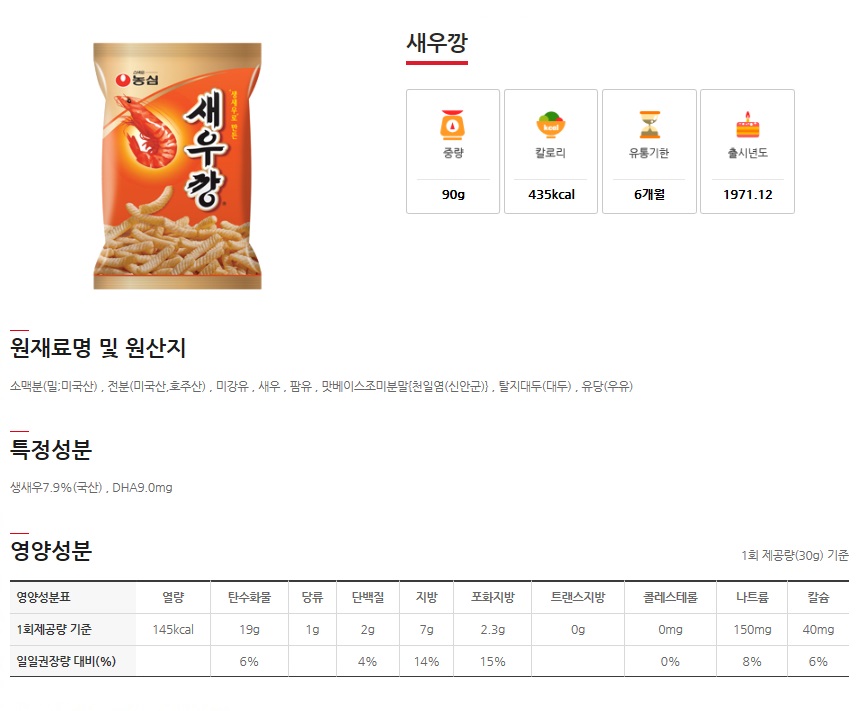 새우깡
농심
생새우로 만든
새우깡
중량
칼로리
유통기한
출시년도
kcal
90g
435kcal
6개월
1971.12
원재료명 및 원산지
소맥분(밀:미국산) , 전분(미국산,호주산) , 미강유 , 새우 , 팜유 , 맛베이스조미분말{천일염(신안군)} , 탈지대두(대두) , 유당(우유)
특정성분
생새우7.9%(국산) , DHA9.0mg
영양성분
1회 제공량(30g) 기준
영양성분표 열량 탄수화물 당류 단백질 지방 포화지방 트랜스지방 콜레스테롤 나트륨 칼슘
1회제공량 기준 145kcal 19g 1g 2g 7g 2.3g 0g 0mg 150mg 40mg
일일권장량 대비(%) 6% 4% 14% 15% 0% 8% 6%